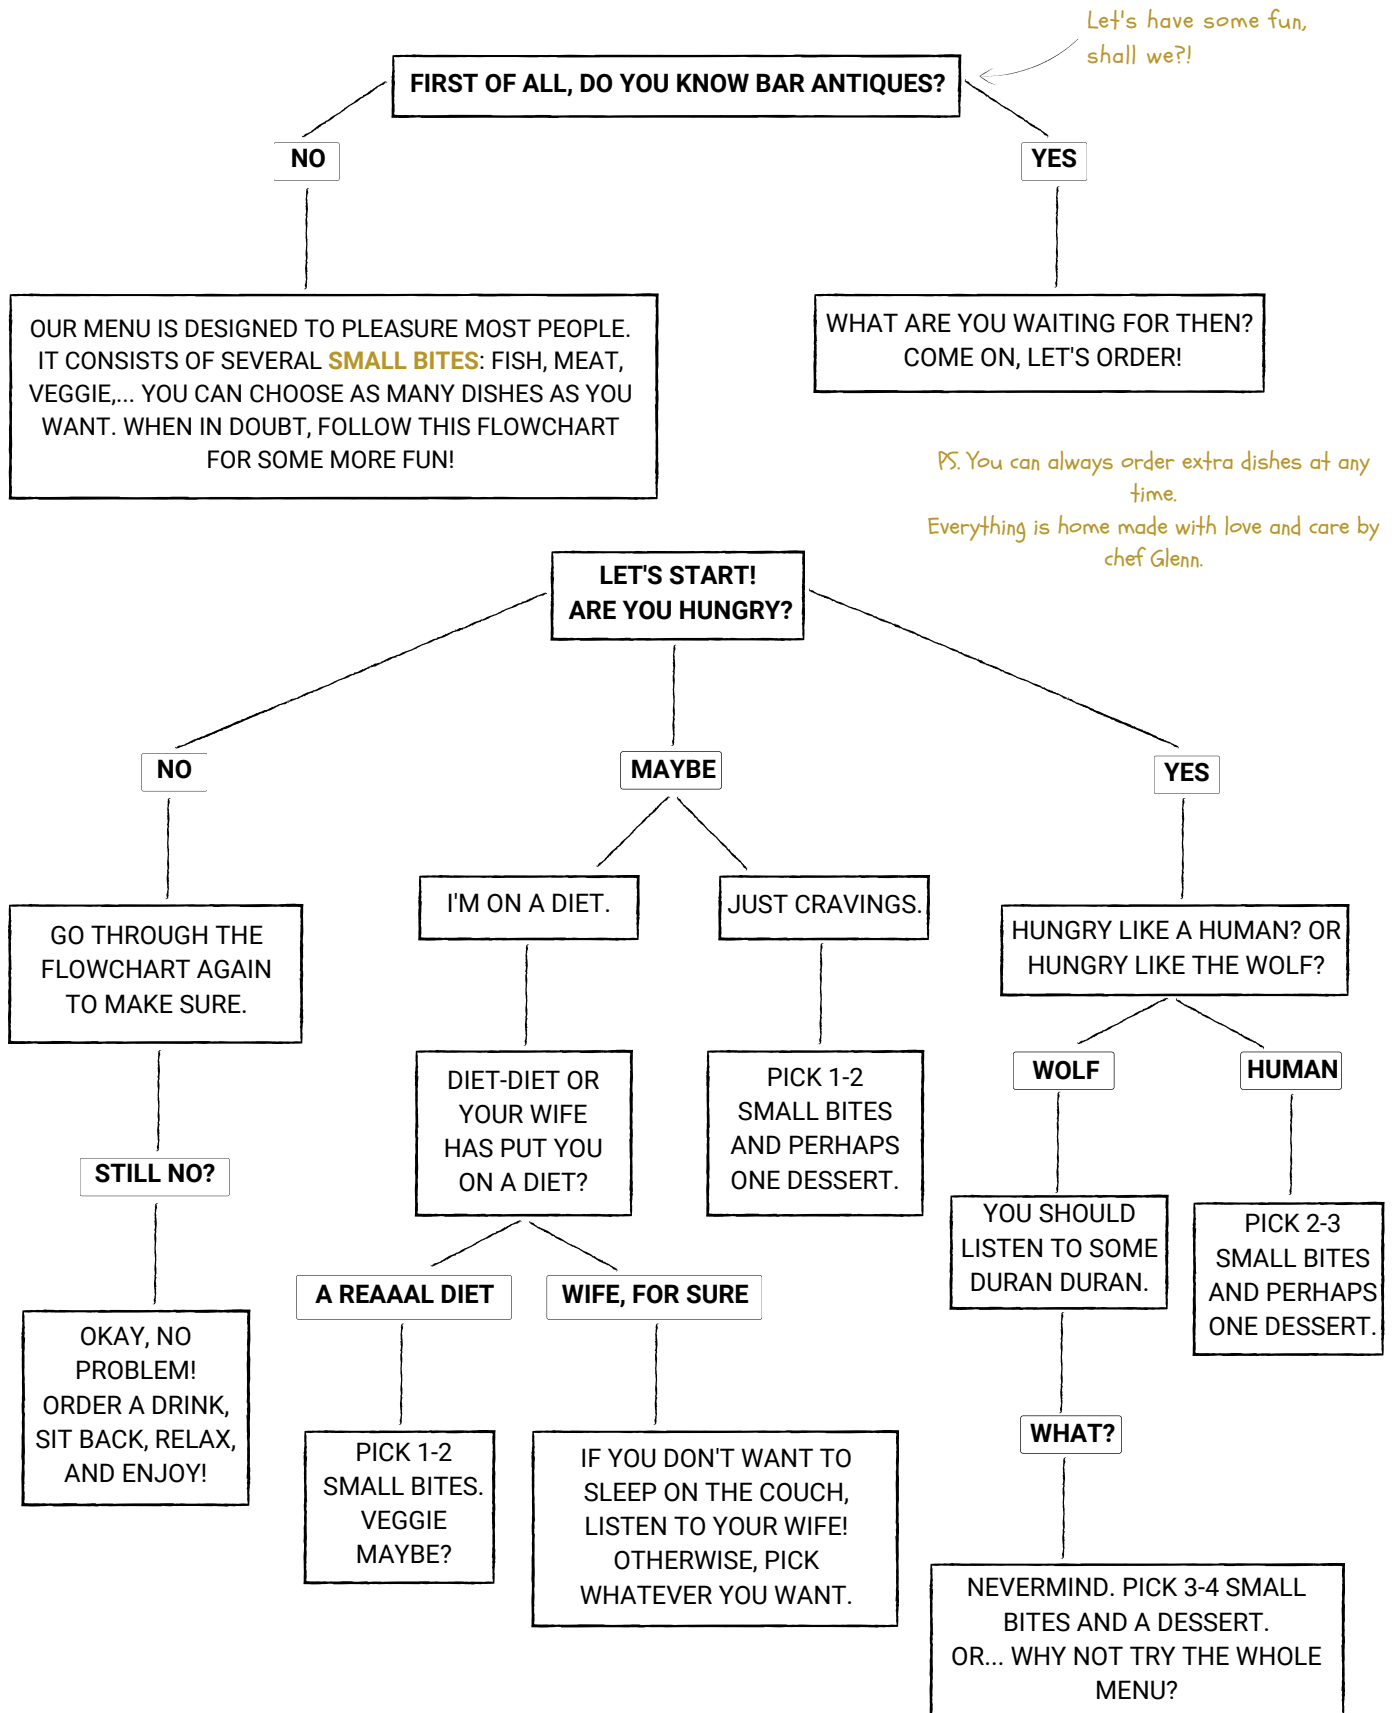 Let's have some fun,
shall we?!
FIRST OF ALL, DO YOU KNOW BAR ANTIQUES?
NO
YES
OUR MENU IS DESIGNED TO PLEASURE MOST PEOPLE.
IT CONSISTS OF SEVERAL SMALL BITES: FISH, MEAT,
VEGGIE,... YOU CAN CHOOSE AS MANY DISHES AS YOU
WANT. WHEN IN DOUBT, FOLLOW THIS FLOWCHART
FOR SOME MORE FUN!
WHAT ARE YOU WAITING FOR THEN?
COME ON, LET'S ORDER!
PS. You can always order extra dishes at any
time.
Everything is home made with love and care by
chef Glenn.
LET'S START!
ARE YOU HUNGRY?
NO
MAYBE
YES
GO THROUGH THE
FLOWCHART AGAIN
TO MAKE SURE.
STILL NO?
OKAY, NO
PROBLEM!
ORDER A DRINK,
SIT BACK, RELAX,
AND ENJOY!
I'M ON A DIET.
JUST CRAVINGS.
DIET-DIET OR
YOUR WIFE
HAS PUT YOU
ON A DIET?
PICK 1-2
SMALL BITES
AND PERHAPS
ONE DESSERT.
A REAAAL DIET
WIFE, FOR SURE
PICK 1-2
SMALL BITES.
VEGGIE
MAYBE?
IF YOU DON'T WANT TO
SLEEP ON THE COUCH,
LISTEN TO YOUR WIFE!
OTHERWISE, PICK
WHATEVER YOU WANT.
HUNGRY LIKE A HUMAN? OR
HUNGRY LIKE THE WOLF?
WOLF
HUMAN
YOU SHOULD
LISTEN TO SOME
DURAN DURAN.
PICK 2-3
SMALL BITES
AND PERHAPS
ONE DESSERT.
WHAT?
NEVERMIND. PICK 3-4 SMALL
BITES AND A DESSERT.
OR... WHY NOT TRY THE WHOLE
MENU?